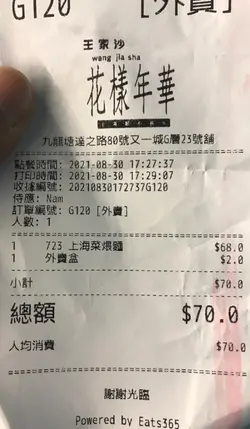 G120 [外賣]
王家沙
wang jia sha
花樣年華
九龍塘達之路80號又一城G層23號舖
點餐時間: 2021-08-30 17:27:37
打印時間: 2021-08-30 17:29:07
收據編號: 20210830172737G120
侍應: Nam
訂單編號: G120 [外賣]
人數: 1
1 723 上海菜煨麵 $68.0
1 外賣盒 $2.0
小計 $70.0
總額 $70.0
人均消費 $70.0
謝謝光臨
Powered by Eats365